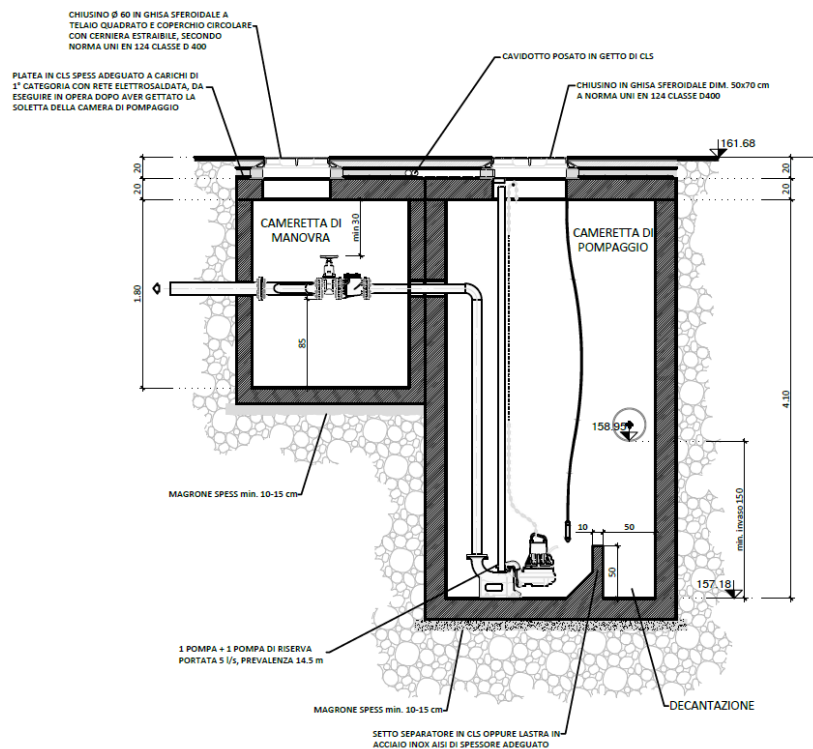 CHIUSINO Ø 60 IN GHISA SFEROIDALE A
TELAIO QUADRATO E COPERCHIO CIRCOLARE
CON CERNIERA ESTRAIBILE, SECONDO
NORMA UNI EN 124 CLASSE D 400
CAVIDOTTO POSATO IN GETTO DI CLS
PLATEA IN CLS SPESS ADEGUATO A CARICHI DI
1° CATEGORIA CON RETE ELETTROSALDATA, DA
ESEGUIRE IN OPERA DOPO AVER GETTATO LA
SOLETTA DELLA CAMERA DI POMPAGGIO
CHIUSINO IN GHISA SFEROIDALE DIM. 50x70 cm
A NORMA UNI EN 124 CLASSE D400
161.68
20
20
20
20
CAMERETTA DI
MANOVRA
min 30
CAMERETTA DI
POMPAGGIO
1.80
85
4.10
158.95
MAGRONE SPESS min. 10-15 cm
10
50
min. invaso 150
50
157.18
1 POMPA + 1 POMPA DI RISERVA
PORTATA 5 l/s, PREVALENZA 14.5 m
MAGRONE SPESS min. 10-15 cm
DECANTAZIONE
SETTO SEPARATORE IN CLS OPPURE LASTRA IN
ACCIAIO INOX AISI DI SPESSORE ADEGUATO